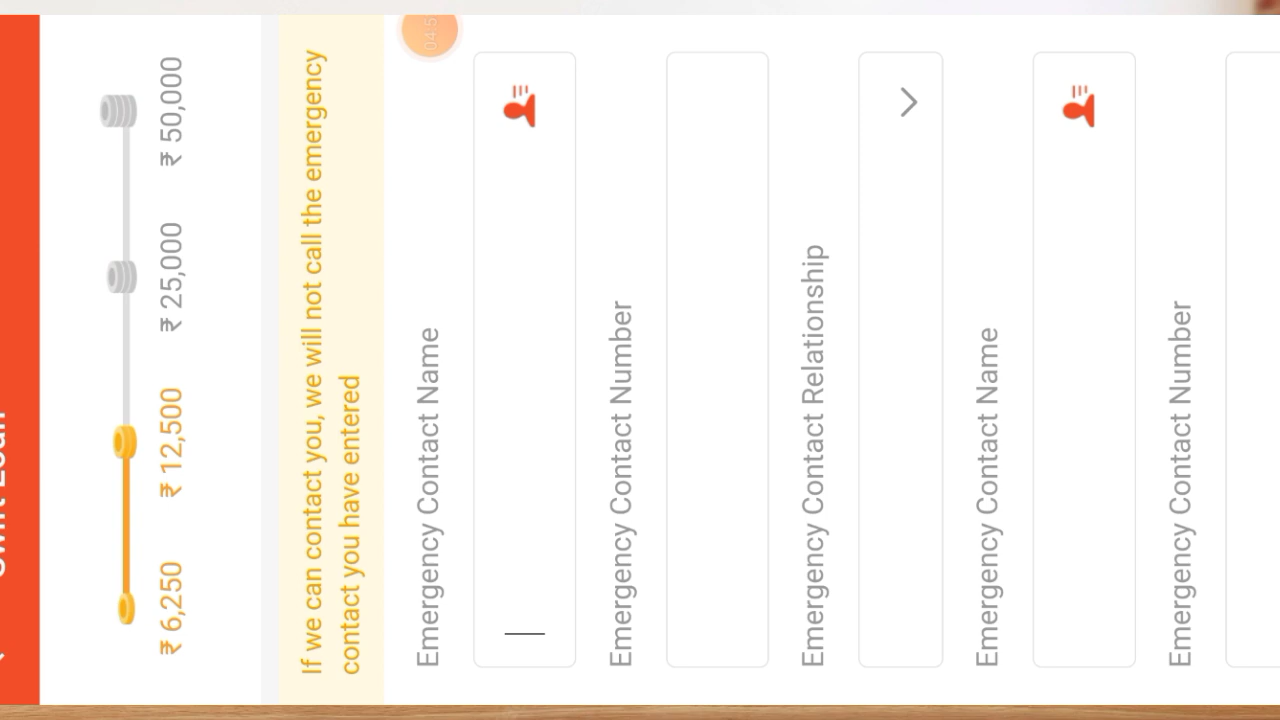 Swift Loan
₹ 6,250 ₹ 12,500 ₹ 25,000 ₹ 50,000
If we can contact you, we will not call the emergency
contact you have entered
Emergency Contact Name
Emergency Contact Number
Emergency Contact Relationship
Emergency Contact Name
Emergency Contact Number